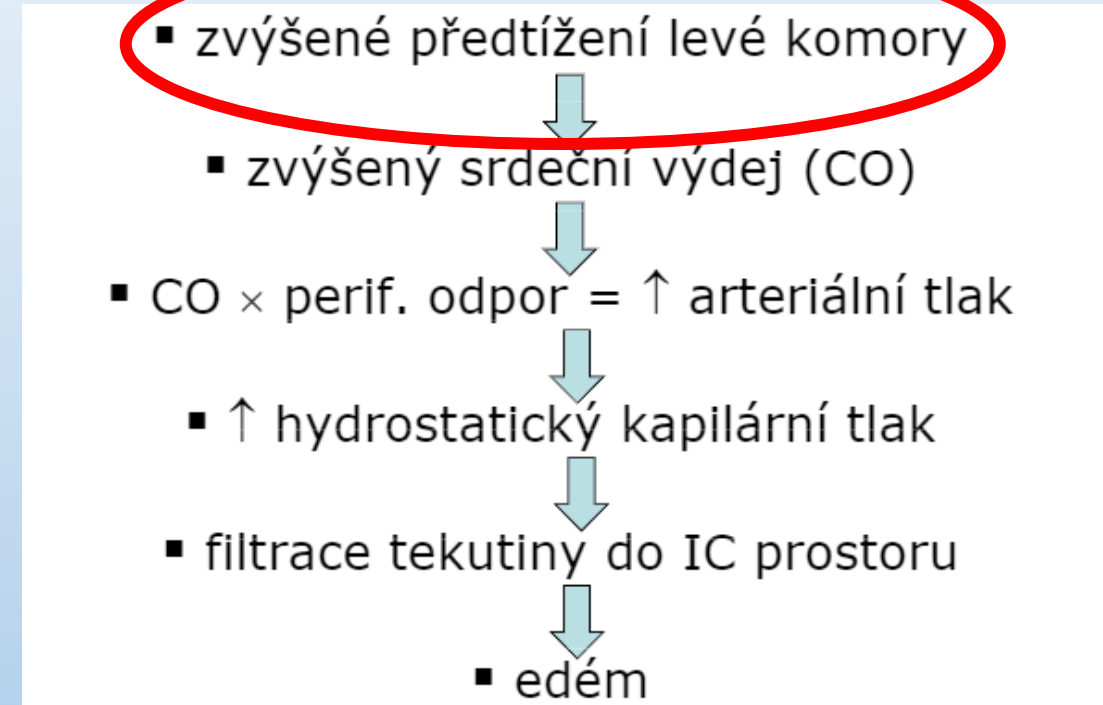 ▪ zvýšené předtížení levé komory
▪ zvýšený srdeční výdej (CO)
▪ CO × perif. odpor = ↑ arteriální tlak
▪ ↑ hydrostatický kapilární tlak
▪ filtrace tekutiny do IC prostoru
▪ edém